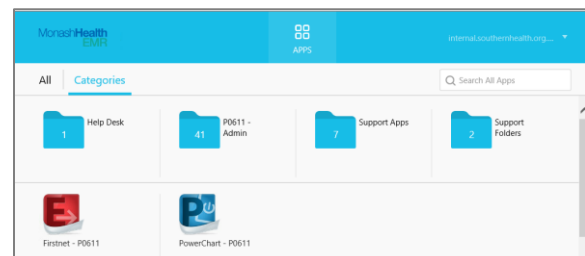 MonashHealth
EMR
APPS
internal.southernhealth.org....
All
Categories
Search All Apps
1
Help Desk
41
P0611 -
Admin
7
Support Apps
2
Support
Folders
Firstnet - P0611
PowerChart - P0611